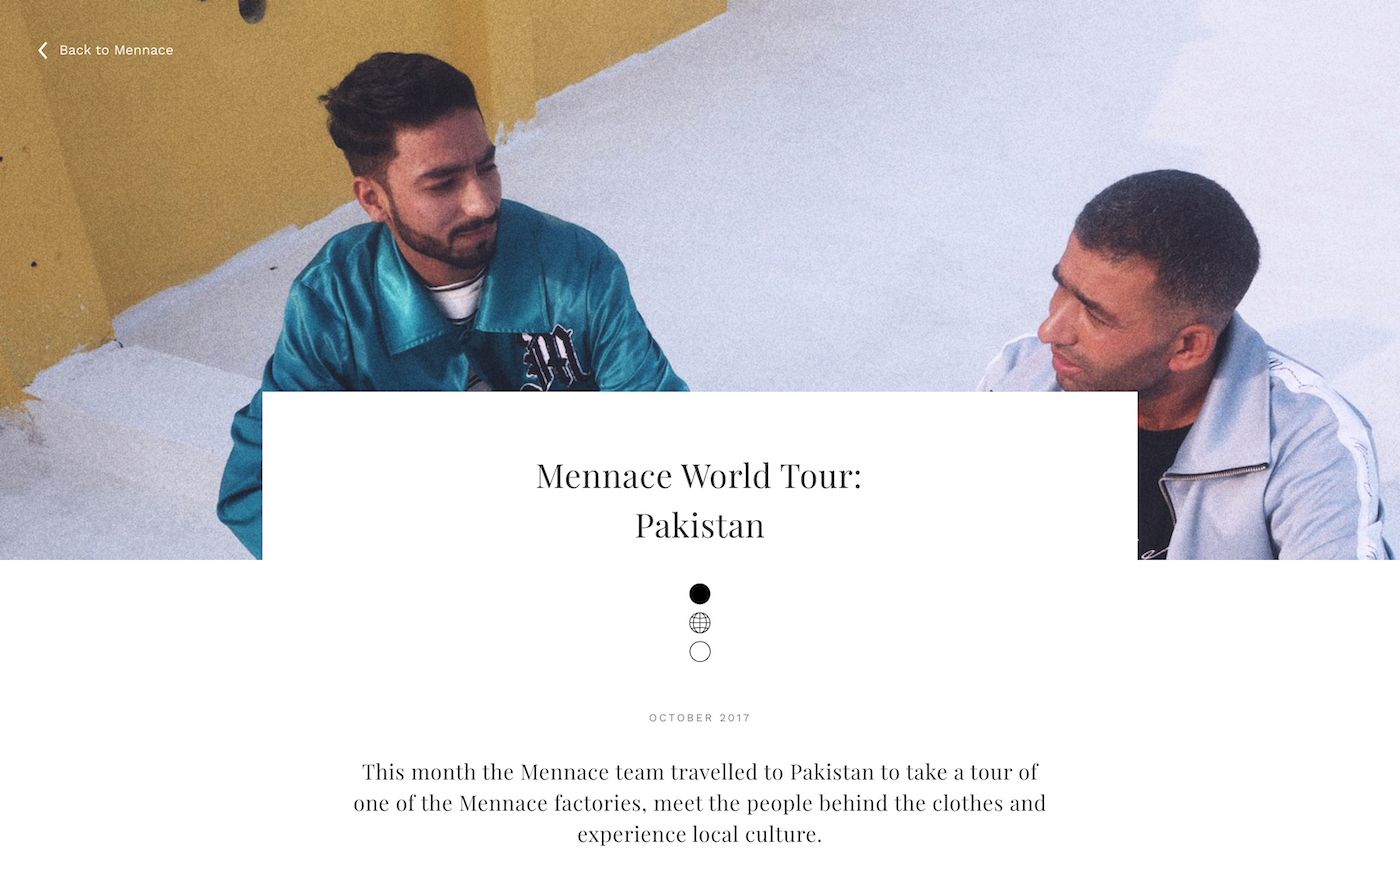 Back to Mennace
Mennace World Tour:
Pakistan
OCTOBER 2017
This month the Mennace team travelled to Pakistan to take a tour of
one of the Mennace factories, meet the people behind the clothes and
experience local culture.